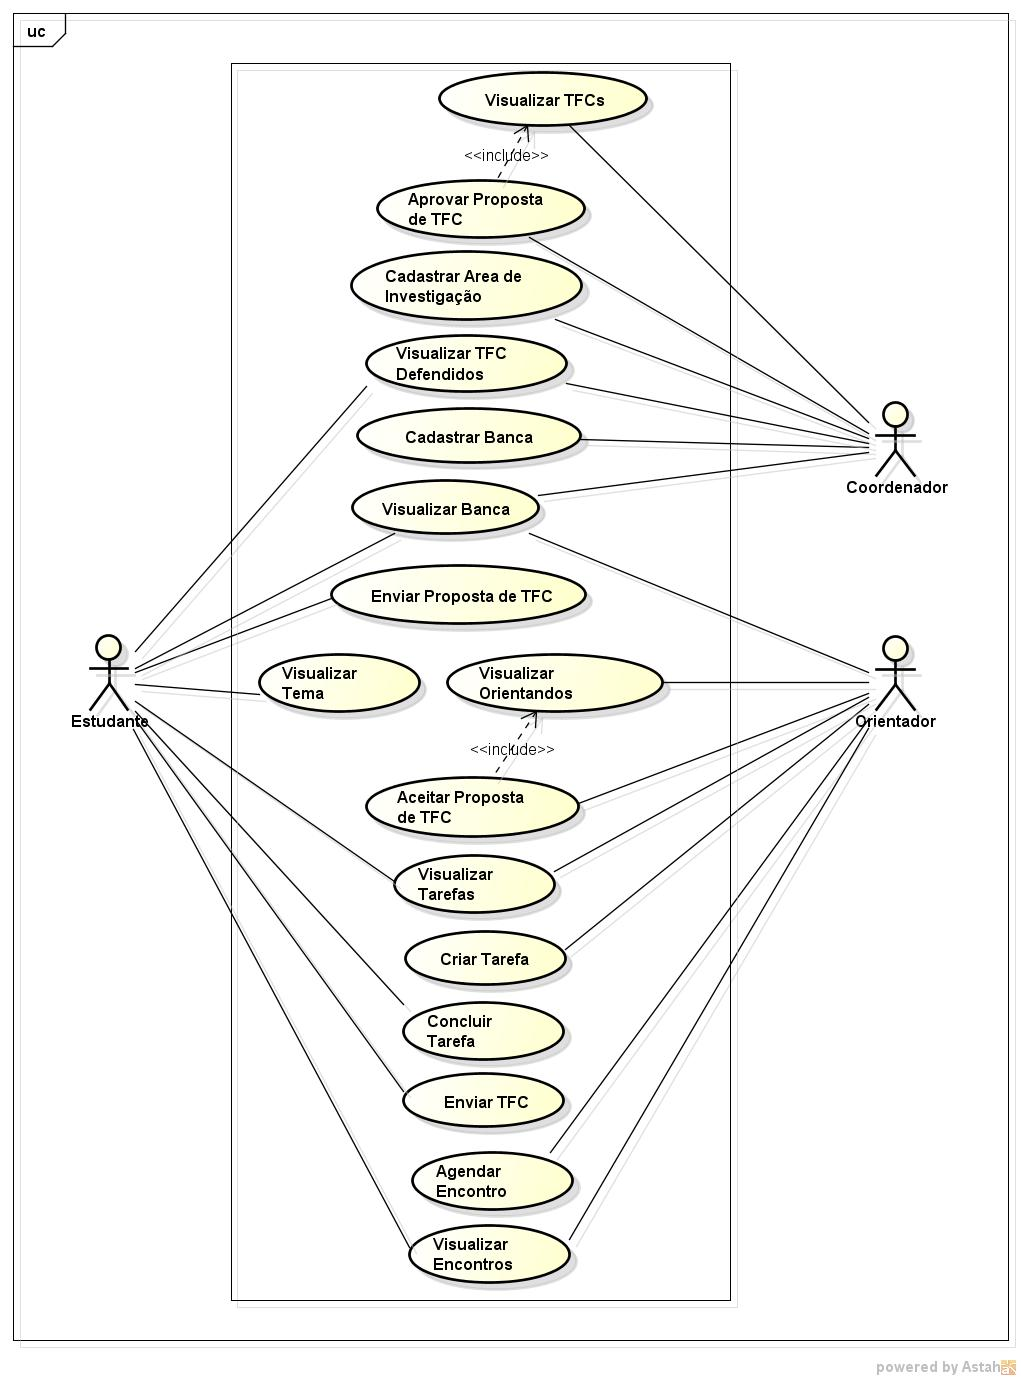 uc
Visualizar TFCs
<<include>>
Aprovar Proposta
de TFC
Cadastrar Area de
Investigação
Visualizar TFC
Defendidos
Cadastrar Banca
Coordenador
Visualizar Banca
Enviar Proposta de TFC
Visualizar
Tema
Visualizar
Orientandos
Estudante
Orientador
<<include>>
Aceitar Proposta
de TFC
Visualizar
Tarefas
Criar Tarefa
Concluir
Tarefa
Enviar TFC
Agendar
Encontro
Visualizar
Encontros
powered by Astah